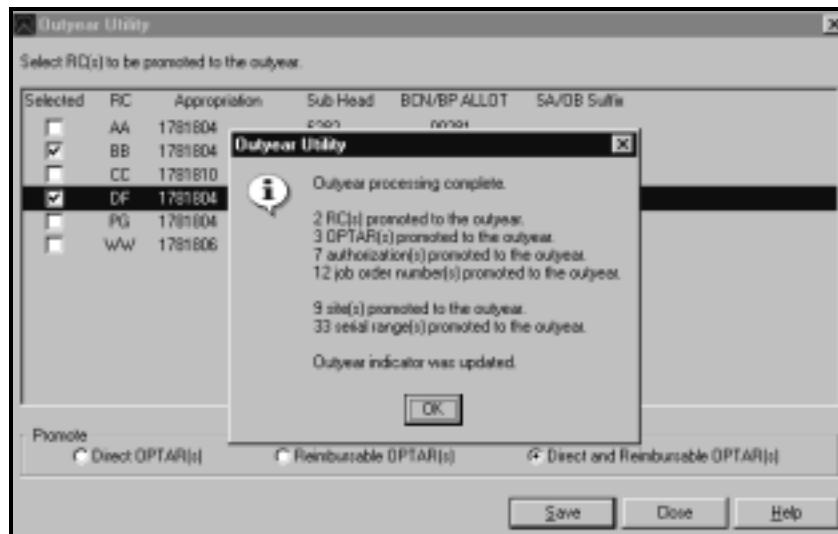 Outyear Utility
Select RC(s) to be promoted to the outyear.
Selected RC Appropriation Sub Head BCN/BP ALLOT SA/OB Suffix
AA 1781804
BB 1781804
CC 1781810
DF 1781804
PG 1781804
WW 1781806
Outyear Utility
Outyear processing complete.
2 RC(s) promoted to the outyear.
3 OPTAR(s) promoted to the outyear.
7 authorization(s) promoted to the outyear.
12 job order number(s) promoted to the outyear.
9 site(s) promoted to the outyear.
33 serial range(s) promoted to the outyear.
Outyear indicator was updated.
OK
Promote
Direct OPTAR(s) Reimbursable OPTAR(s) Direct and Reimbursable OPTAR(s)
Save Close Help